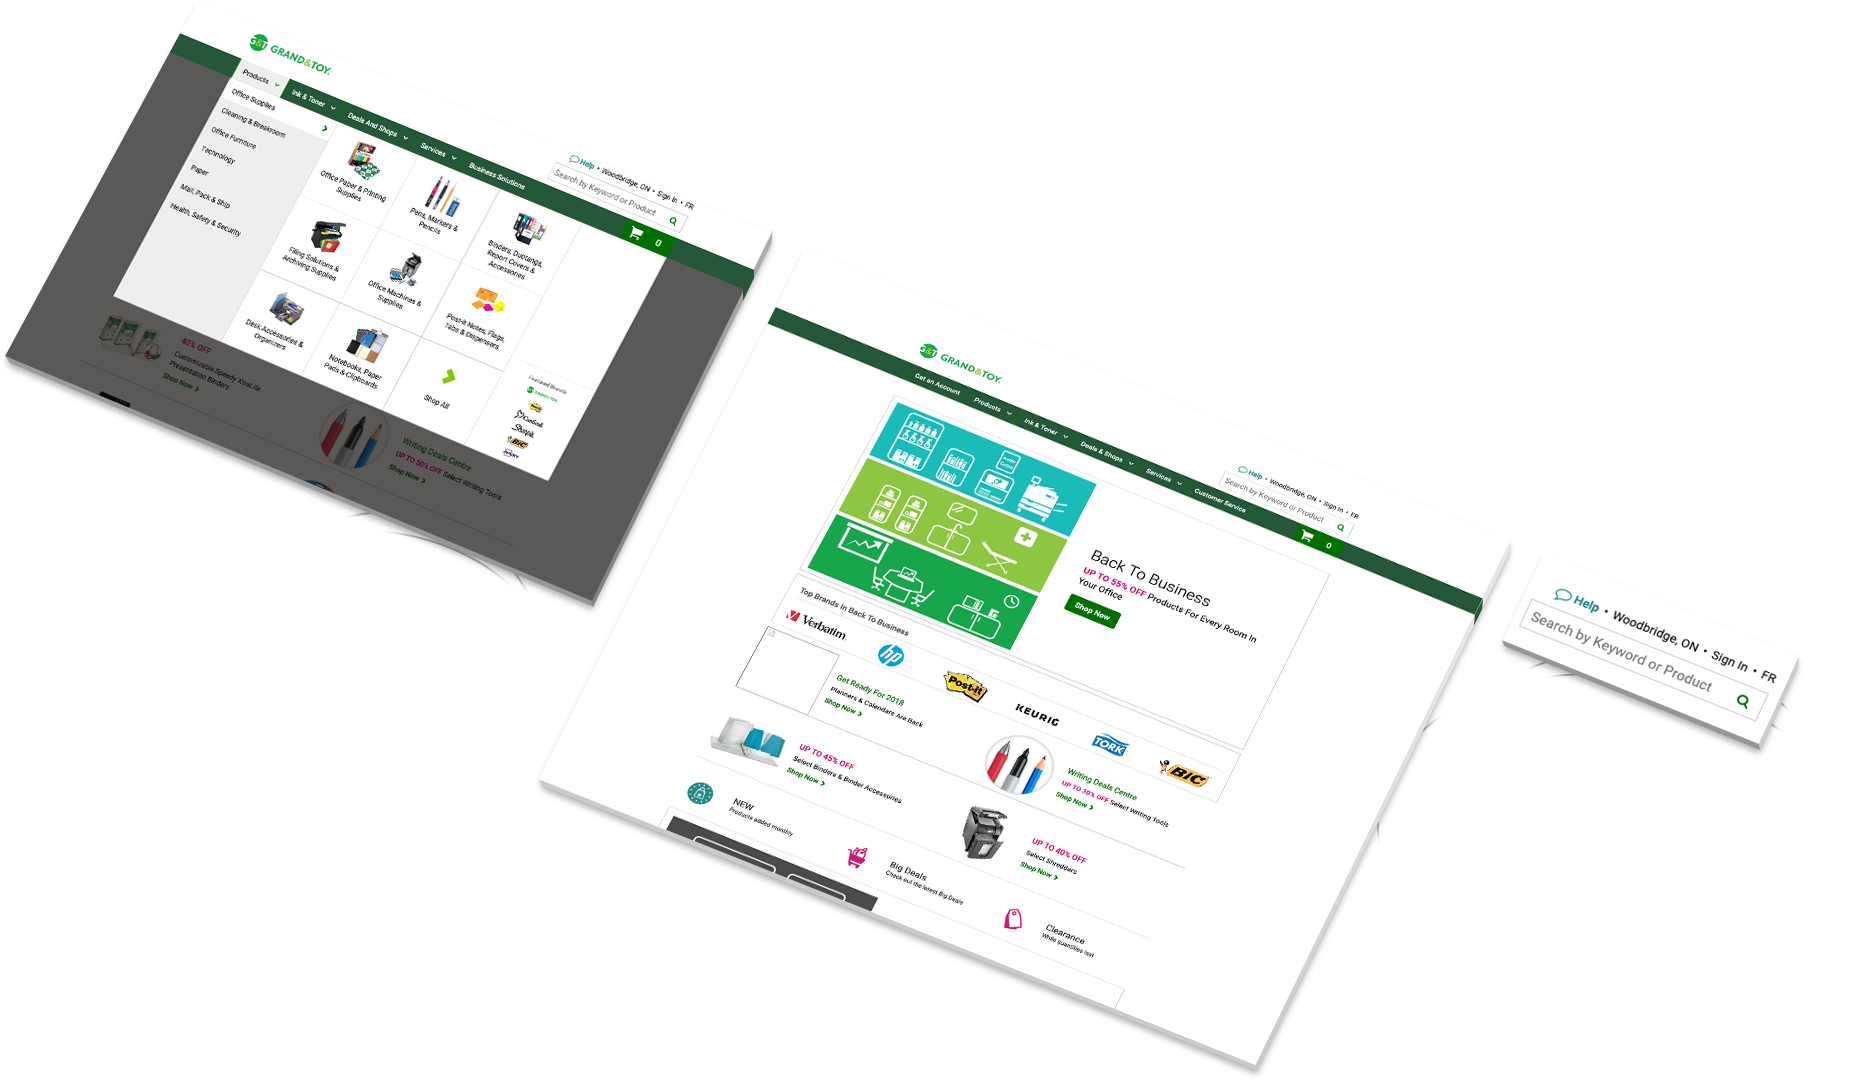 G&T GRAND&TOY
Products
Ink & Toner
Deals And Shops
Services
Business Solutions
Help • Woodbridge, ON • Sign In • FR
Search by Keyword or Product
0
Office Supplies
Cleaning & Breakroom
Office Furniture
Technology
Paper
Mail, Pack & Ship
Health, Safety & Security
Office Paper & Printing
Supplies
Pens, Markers &
Pencils
Binders, Duotangs,
Report Covers &
Accessories
Filing Solutions &
Archiving Supplies
Office Machines &
Supplies
Post-it Notes, Flags,
Tabs & Dispensers
Desk Accessories &
Organizers
Notebooks, Paper
Pads & Clipboards
Shop All
Featured Brands
GRAND&TOY
Post-it
BIC
AVERY
40% OFF
Customizable Speedy Xtralife
Presentation Binders
Shop Now
Writing Deals Centre
UP TO 50% OFF Select Writing Tools
Shop Now
G&T GRAND&TOY
Help • Woodbridge, ON • Sign In • FR
Search by Keyword or Product
Get an Account
Products
Ink & Toner
Deals & Shops
Services
Customer Service
0
Back To Business
UP TO 55% OFF Products For Every Room In
Your Office
Shop Now
Top Brands In Back To Business
Verbatim
hp
Post-it
KEURIG
TORK
BIC
Get Ready For 2018
Planners & Calendars Are Back
Shop Now
Writing Deals Centre
UP TO 30% OFF Select Writing Tools
Shop Now
UP TO 45% OFF
Select Binders & Binder Accessories
Shop Now
UP TO 40% OFF
Select Shredders
Shop Now
NEW
Products added monthly
Big Deals
Check out the latest Big Deals
Clearance
While quantities last
Help • Woodbridge, ON • Sign In • FR
Search by Keyword or Product